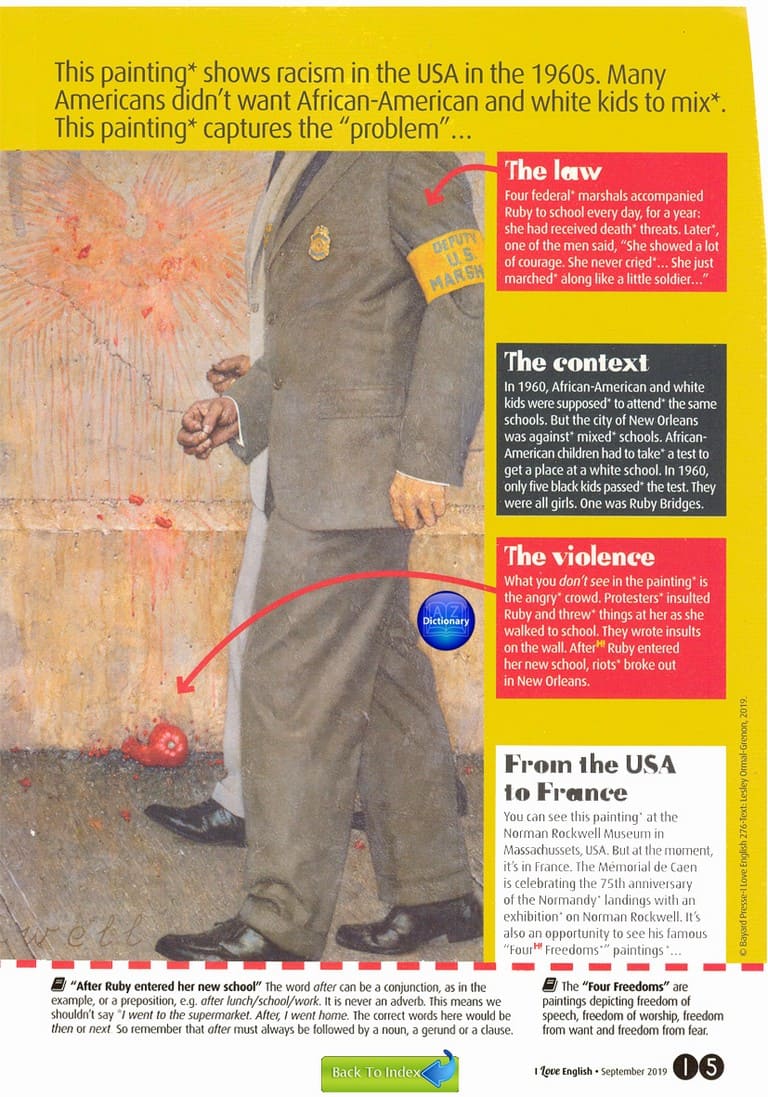 This painting* shows racism in the USA in the 1960s. Many
Americans didn't want African-American and white kids to mix*.
This painting* captures the “problem”...
The law
Four federal* marshals accompanied
Ruby to school every day, for a year:
she had received death* threats. Later*,
one of the men said, “She showed a lot
of courage. She never cried*... She just
marched* along like a little soldier...”
DEPUTY
U.S.
MARSH
The context
In 1960, African-American and white
kids were supposed* to attend* the same
schools. But the city of New Orleans
was against* mixed* schools. African-
American children had to take* a test to
get a place at a white school. In 1960,
only five black kids passed* the test. They
were all girls. One was Ruby Bridges.
The violence
What you don't see in the painting* is
the angry* crowd. Protesters* insulted
Ruby and threw* things at her as she
walked to school. They wrote insults
on the wall. AfterH! Ruby entered
her new school, riots* broke out
in New Orleans.
A Z
Dictionary
From the USA
to France
You can see this painting* at the
Norman Rockwell Museum in
Massachussets, USA. But at the moment,
it's in France. The Mémorial de Caen
is celebrating the 75th anniversary
of the Normandy* landings with an
exhibition* on Norman Rockwell. It's
also an opportunity to see his famous
“FourH! Freedoms*” paintings*...
© Bayard Presse-I Love English 276-Text: Lesley Ormal-Grenon, 2019.
well
“After Ruby entered her new school” The word after can be a conjunction, as in the
example, or a preposition, e.g. after lunch/school/work. It is never an adverb. This means we
shouldn't say *I went to the supermarket. After, I went home. The correct words here would be
then or next So remember that after must always be followed by a noun, a gerund or a clause.
The “Four Freedoms” are
paintings depicting freedom of
speech, freedom of worship, freedom
from want and freedom from fear.
Back To Index
I Love English • September 2019 15